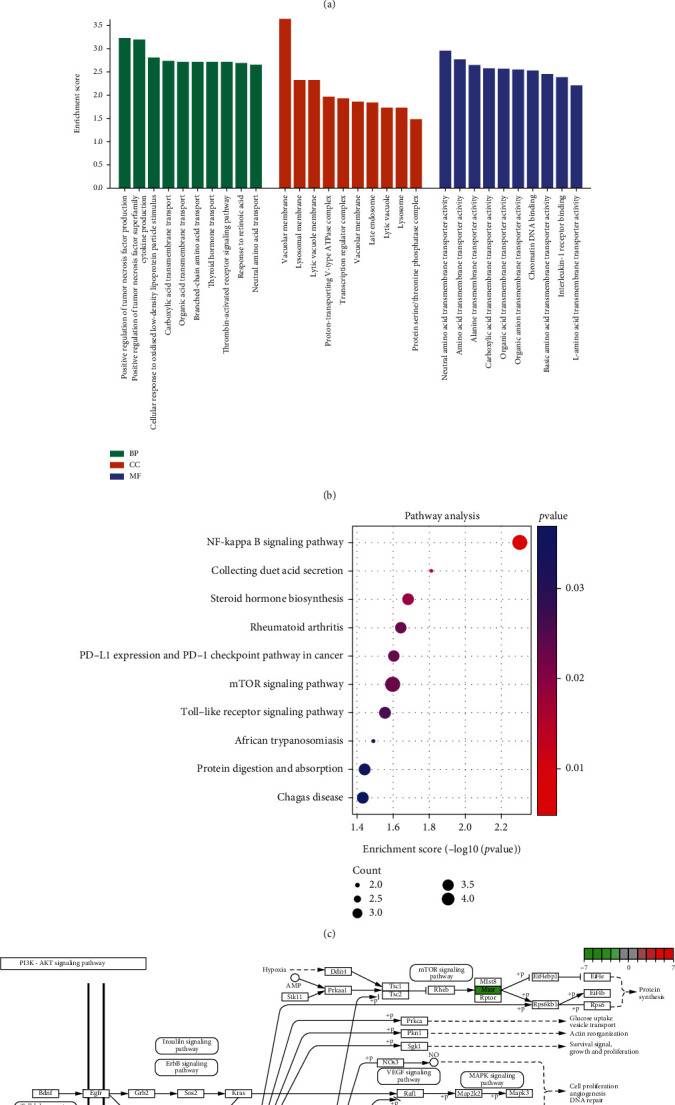 (a)
Enrichment score
3.5
3.0
2.5
2.0
1.5
1.0
0.5
0.0
Positive regulation of tumor necrosis factor production
Positive regulation of tumor necrosis factor superfamily
cytokine production
Cellular response to oxidised low-density lipoprotein particle stimulus
Carboxylic acid transmembrane transport
Organic acid transmembrane transport
Branched-chain amino acid transport
Thyroid hormone transport
Thrombin-activated receptor signaling pathway
Response to retinoic acid
Neutral amino acid transport
Vacuolar membrane
Lysosomal membrane
Lytic vacuole membrane
Proton-transporting V-type ATPase complex
Transcription regulator complex
Vacuolar membrane
Late endosome
Lytic vacuole
Lysosome
Protein serine/threonine phosphatase complex
Neutral amino acid transmembrane transporter activity
Amino acid transmembrane transporter activity
Alanine transmembrane transporter activity
Carboxylic acid transmembrane transporter activity
Organic acid transmembrane transporter activity
Organic anion transmembrane transporter activity
Chromatin DNA binding
Basic amino acid transmembrane transporter activity
Interleukin-1 receptor binding
L-amino acid transmembrane transporter activity
BP
CC
MF
(b)
Pathway analysis
pvalue
NF-kappa B signaling pathway
Collecting duct acid secretion
Steroid hormone biosynthesis
Rheumatoid arthritis
PD–L1 expression and PD–1 checkpoint pathway in cancer
mTOR signaling pathway
Toll–like receptor signaling pathway
African trypanosomiasis
Protein digestion and absorption
Chagas disease
0.03
0.02
0.01
1.4 1.6 1.8 2.0 2.2
Enrichment score (–log10 (pvalue))
Count
2.0 3.5
2.5 4.0
3.0
(c)
PI3K - AKT signaling pathway
–7 0 7
Hypoxia
Ddit4
mTOR signaling
pathway
AMP
Stk11
Prkaa1
Tsc1
Tsc2
+p
Rheb
Mlst8
Mtor
Rptor
+p
Eif4ebp1
Eif4e
+p
Rps6kb1
Eif4b
+p
Rps6
Protein
synthesis
+p
Prkca
Glucose uptake
vesicle transport
+p
Pkn1
Actin reorganization
+p
Sgk1
Survival signal,
growth and proliferation
Insulin signaling
pathway
ErbB signaling
pathway
+p
NOs3
NO
VEGF signaling
pathway
MAPK signaling
pathway
Bdnf
Egfr
Grb2
Sos2
Kras
Raf1
+p
Map2k2
+p
Mapk3
Cell proliferation
angiogenesis
DNA repair